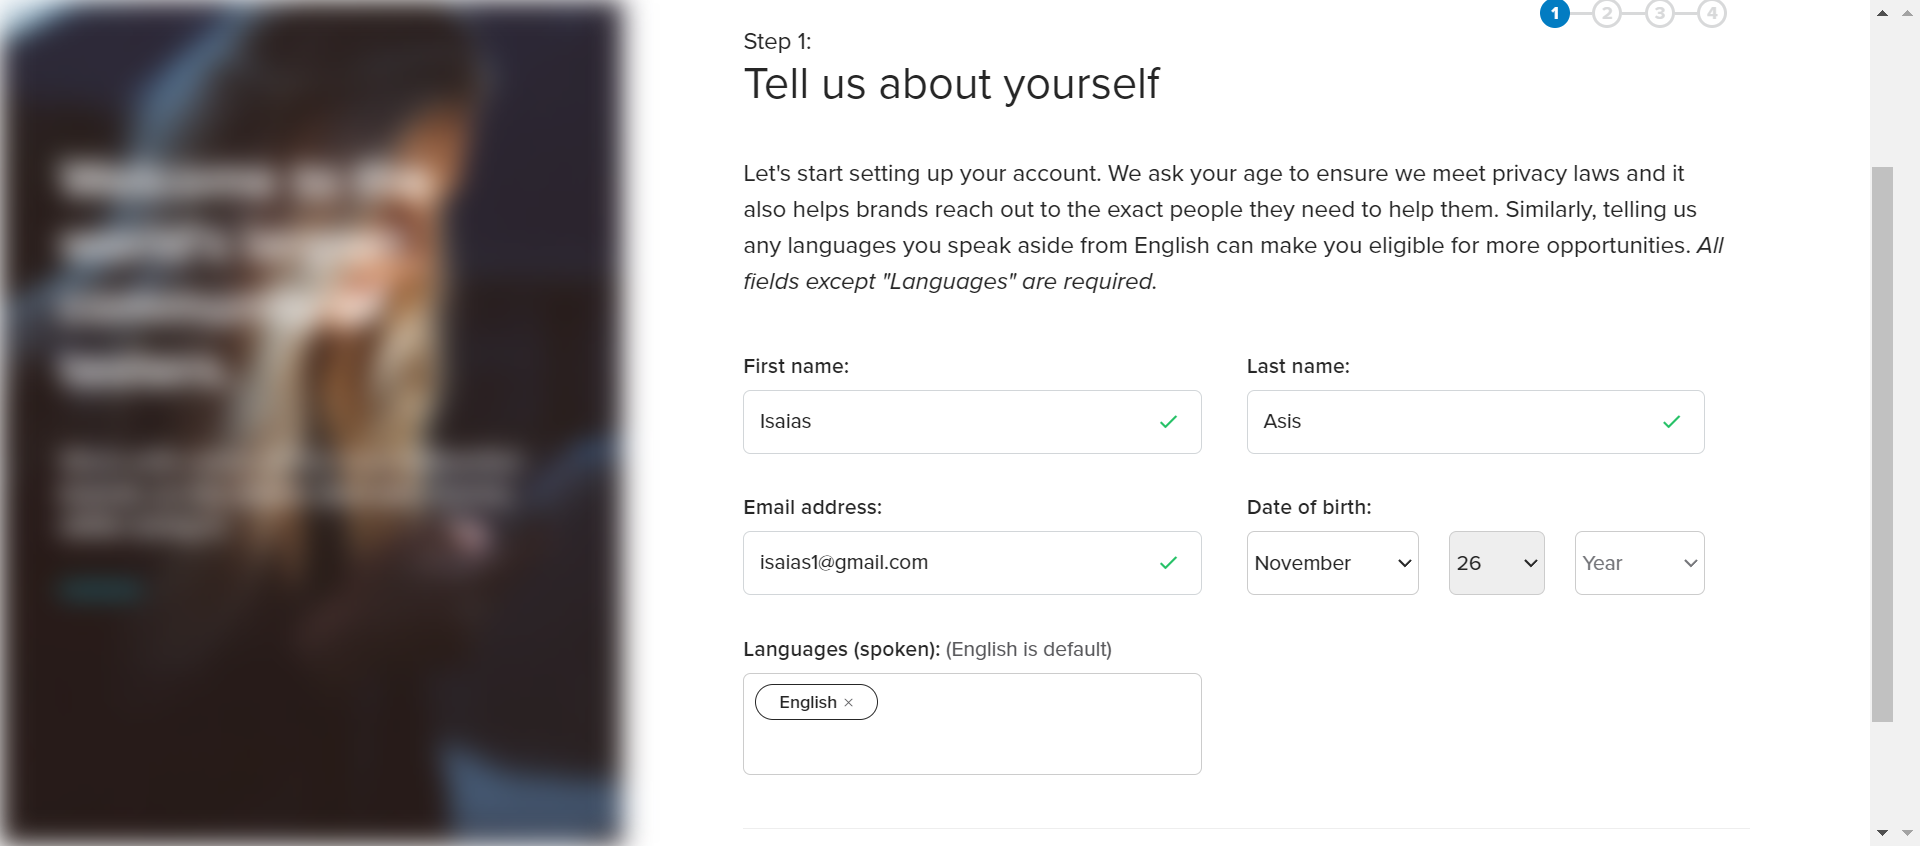 1 2 3 4
Step 1:
Tell us about yourself
Let's start setting up your account. We ask your age to ensure we meet privacy laws and it
also helps brands reach out to the exact people they need to help them. Similarly, telling us
any languages you speak aside from English can make you eligible for more opportunities. All
fields except "Languages" are required.
First name: Last name:
Isaias Asis
Email address: Date of birth:
isaias1@gmail.com November 26 Year
Languages (spoken): (English is default)
English ×